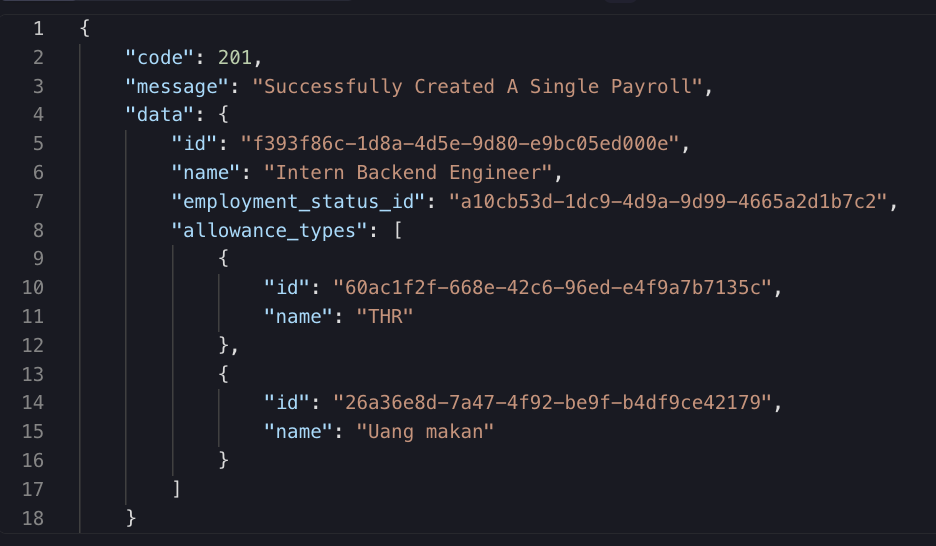 1 {
2     "code": 201,
3     "message": "Successfully Created A Single Payroll",
4     "data": {
5         "id": "f393f86c-1d8a-4d5e-9d80-e9bc05ed000e",
6         "name": "Intern Backend Engineer",
7         "employment_status_id": "a10cb53d-1dc9-4d9a-9d99-4665a2d1b7c2",
8         "allowance_types": [
9             {
10                 "id": "60ac1f2f-668e-42c6-96ed-e4f9a7b7135c",
11                 "name": "THR"
12             },
13             {
14                 "id": "26a36e8d-7a47-4f92-be9f-b4df9ce42179",
15                 "name": "Uang makan"
16             }
17         ]
18     }